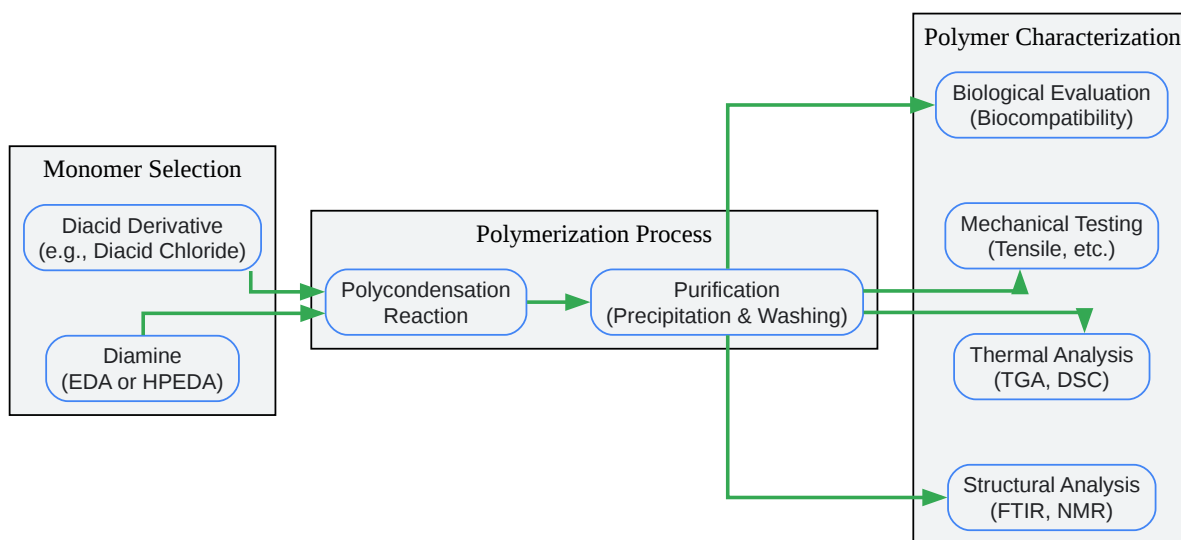 Monomer Selection
Diacid Derivative
(e.g., Diacid Chloride)
Diamine
(EDA or HPEDA)
Polymerization Process
Polycondensation
Reaction
Purification
(Precipitation & Washing)
Polymer Characterization
Biological Evaluation
(Biocompatibility)
Mechanical Testing
(Tensile, etc.)
Thermal Analysis
(TGA, DSC)
Structural Analysis
(FTIR, NMR)